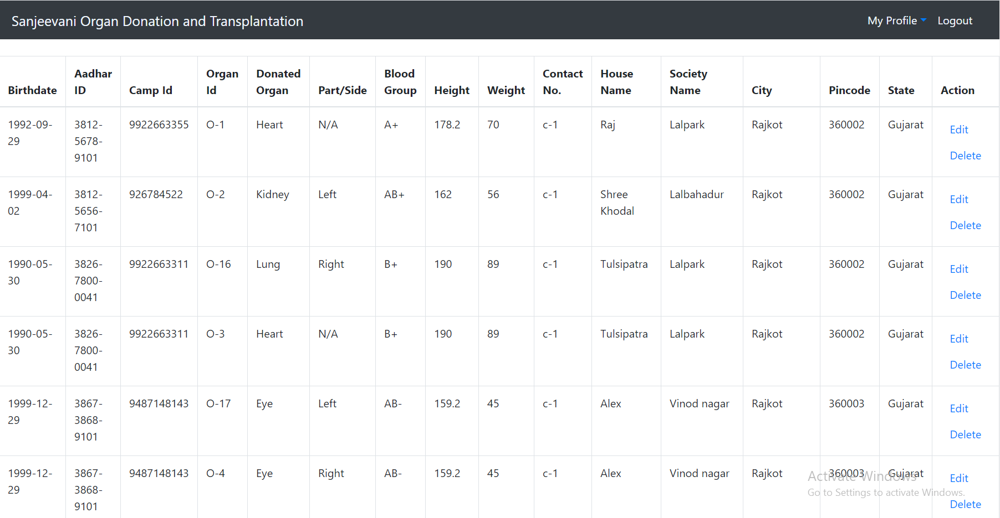 Sanjeevani Organ Donation and Transplantation My Profile Logout
Birthdate Aadhar ID Camp Id Organ Id Donated Organ Part/Side Blood Group Height Weight Contact No. House Name Society Name City Pincode State Action
1992-09-29 3812-5678-9101 9922663355 O-1 Heart N/A A+ 178.2 70 c-1 Raj Lalpark Rajkot 360002 Gujarat Edit Delete
1999-04-02 3812-5656-7101 926784522 O-2 Kidney Left AB+ 162 56 c-1 Shree Khodal Lalbahadur Rajkot 360002 Gujarat Edit Delete
1990-05-30 3826-7800-0041 9922663311 O-16 Lung Right B+ 190 89 c-1 Tulsipatra Lalpark Rajkot 360002 Gujarat Edit Delete
1990-05-30 3826-7800-0041 9922663311 O-3 Heart N/A B+ 190 89 c-1 Tulsipatra Lalpark Rajkot 360002 Gujarat Edit Delete
1999-12-29 3867-3868-9101 9487148143 O-17 Eye Left AB- 159.2 45 c-1 Alex Vinod nagar Rajkot 360003 Gujarat Edit Delete
1999-12-29 3867-3868-9101 9487148143 O-4 Eye Right AB- 159.2 45 c-1 Alex Vinod nagar Rajkot 360003 Gujarat Edit Delete
Activate Windows
Go to Settings to activate Windows.